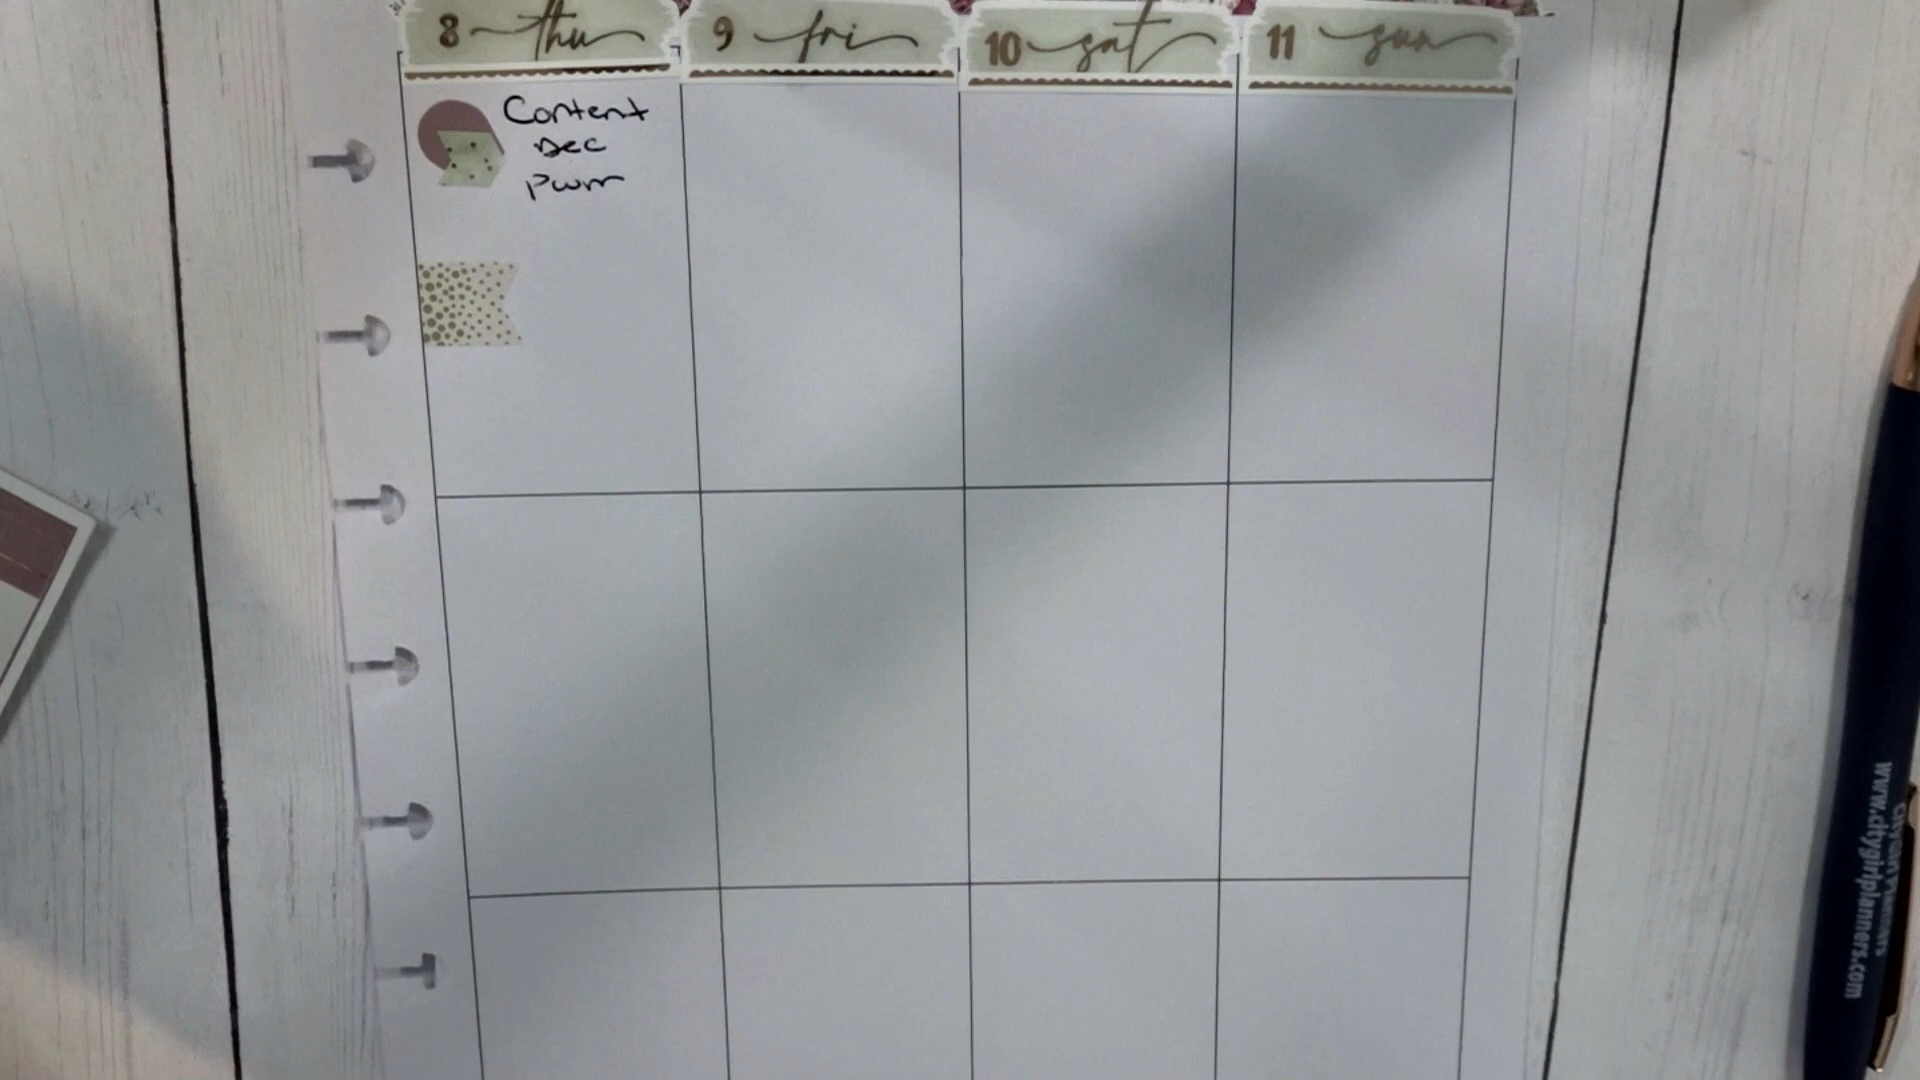 8 thu
9 fri
10 sat
11 sun
Content
Dec
Pwm
www.citygirlplanners.com